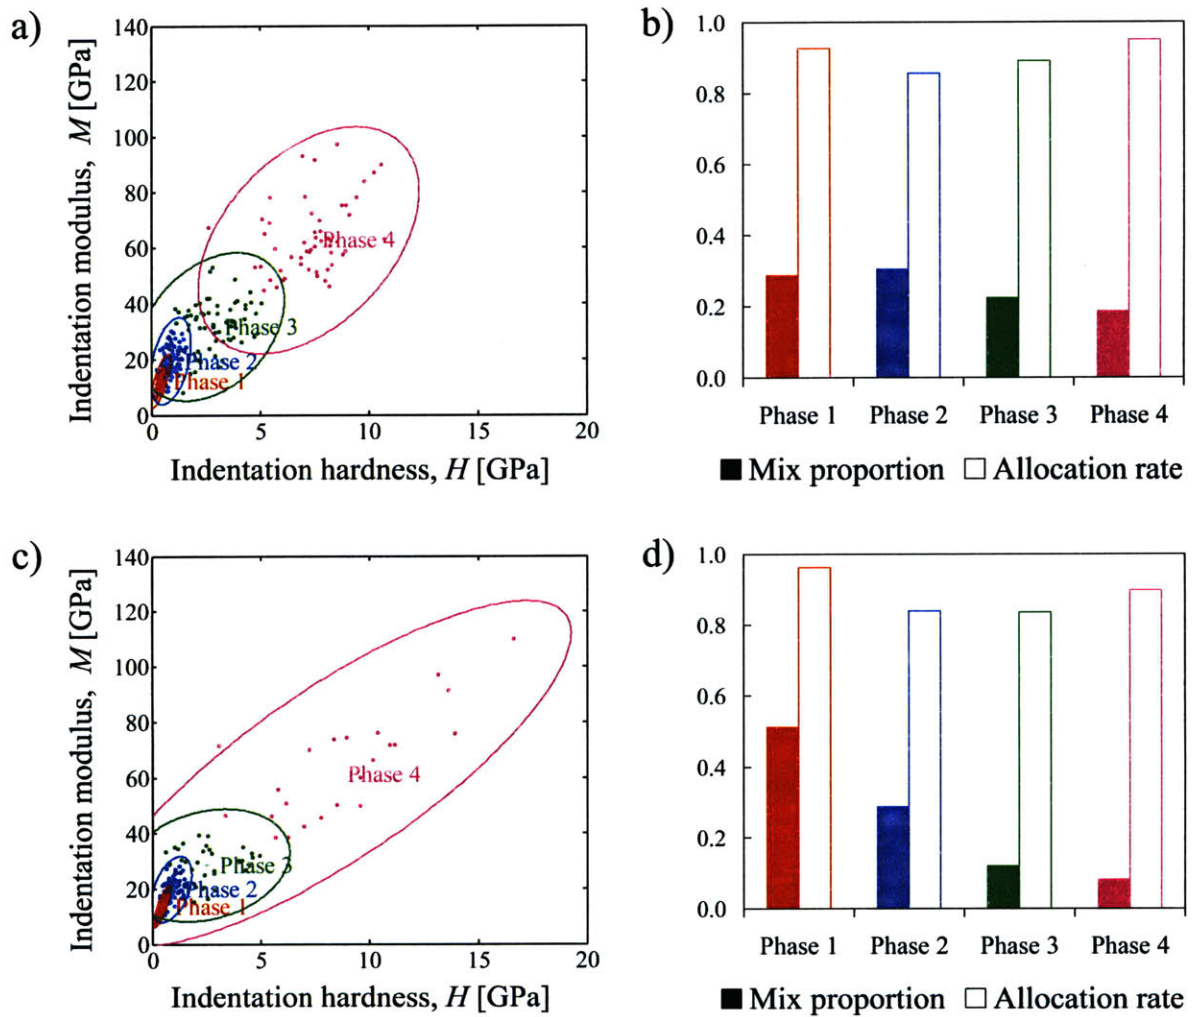 a)
Indentation modulus, M [GPa]
140
120
100
80
60
40
20
0
Phase 4
Phase 3
Phase 2
Phase 1
0 5 10 15 20
Indentation hardness, H [GPa]
b)
1.0
0.8
0.6
0.4
0.2
0.0
Phase 1 Phase 2 Phase 3 Phase 4
Mix proportion Allocation rate
c)
Indentation modulus, M [GPa]
140
120
100
80
60
40
20
0
Phase 4
Phase 3
Phase 2
Phase 1
0 5 10 15 20
Indentation hardness, H [GPa]
d)
1.0
0.8
0.6
0.4
0.2
0.0
Phase 1 Phase 2 Phase 3 Phase 4
Mix proportion Allocation rate